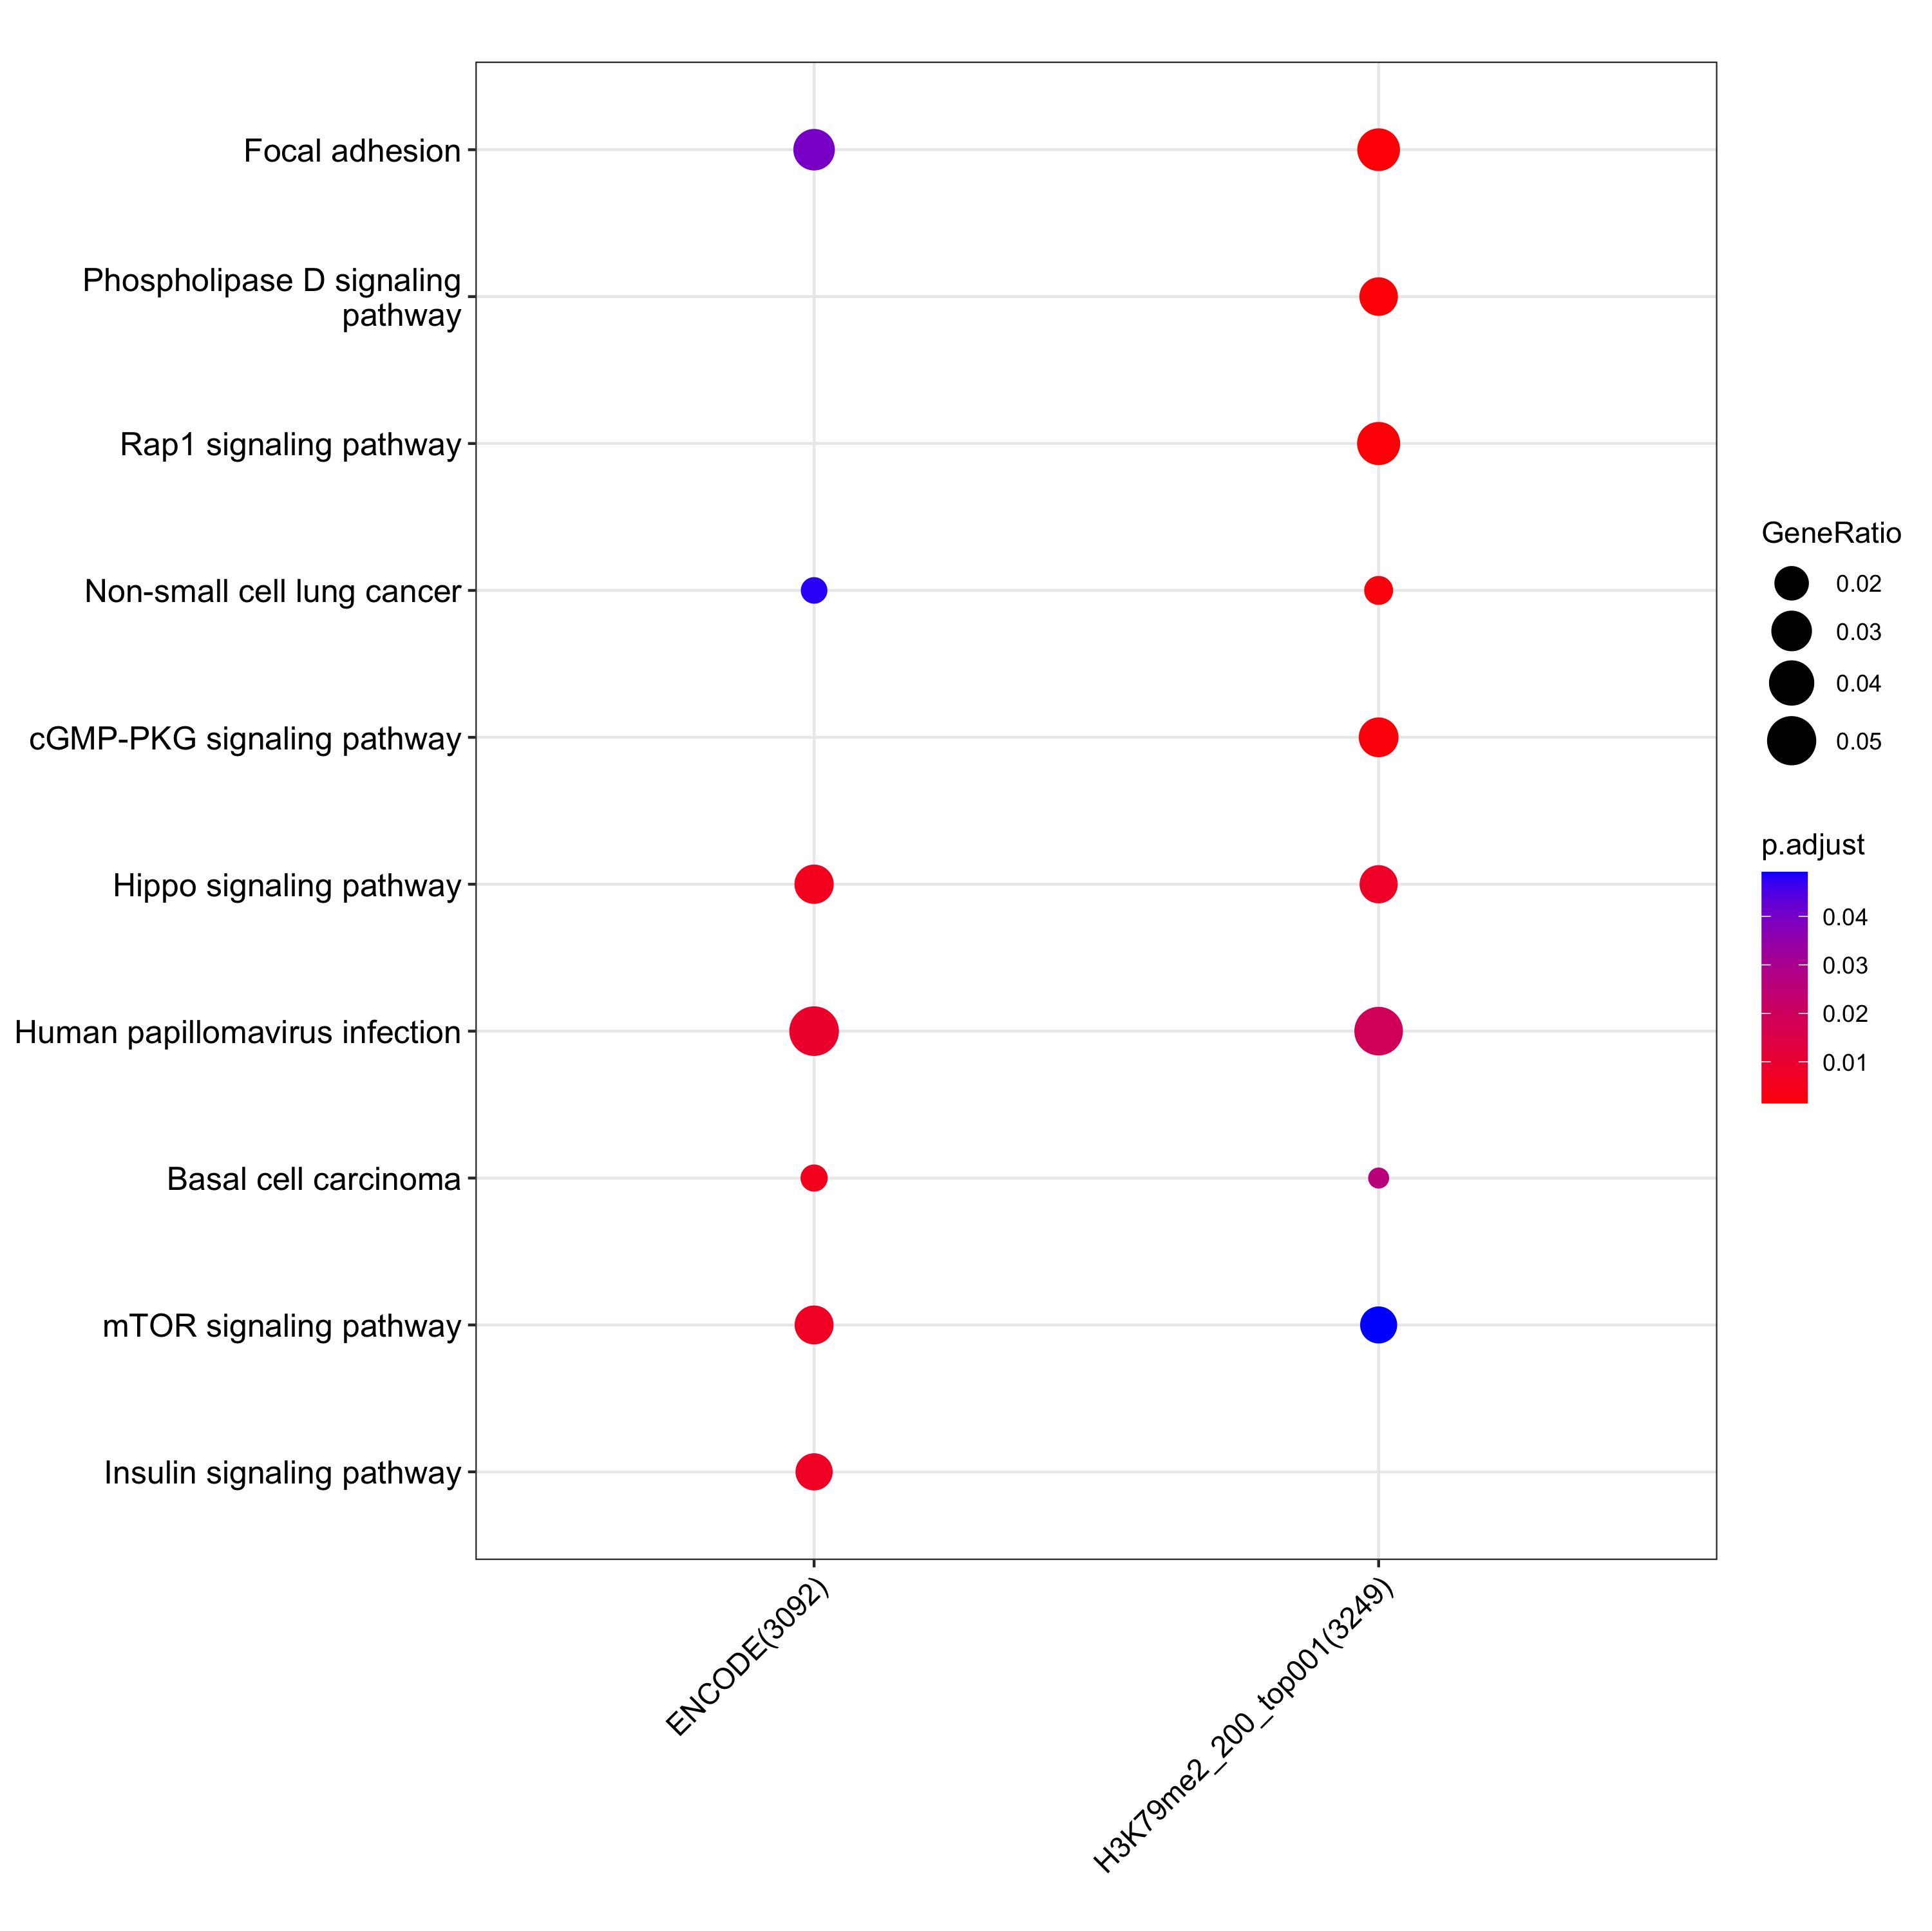 Focal adhesion
Phospholipase D signaling
pathway
Rap1 signaling pathway
Non-small cell lung cancer
cGMP-PKG signaling pathway
Hippo signaling pathway
Human papillomavirus infection
Basal cell carcinoma
mTOR signaling pathway
Insulin signaling pathway
ENCODE(3092)
H3K79me2_200_top001(3249)
GeneRatio
0.02
0.03
0.04
0.05
p.adjust
0.04
0.03
0.02
0.01